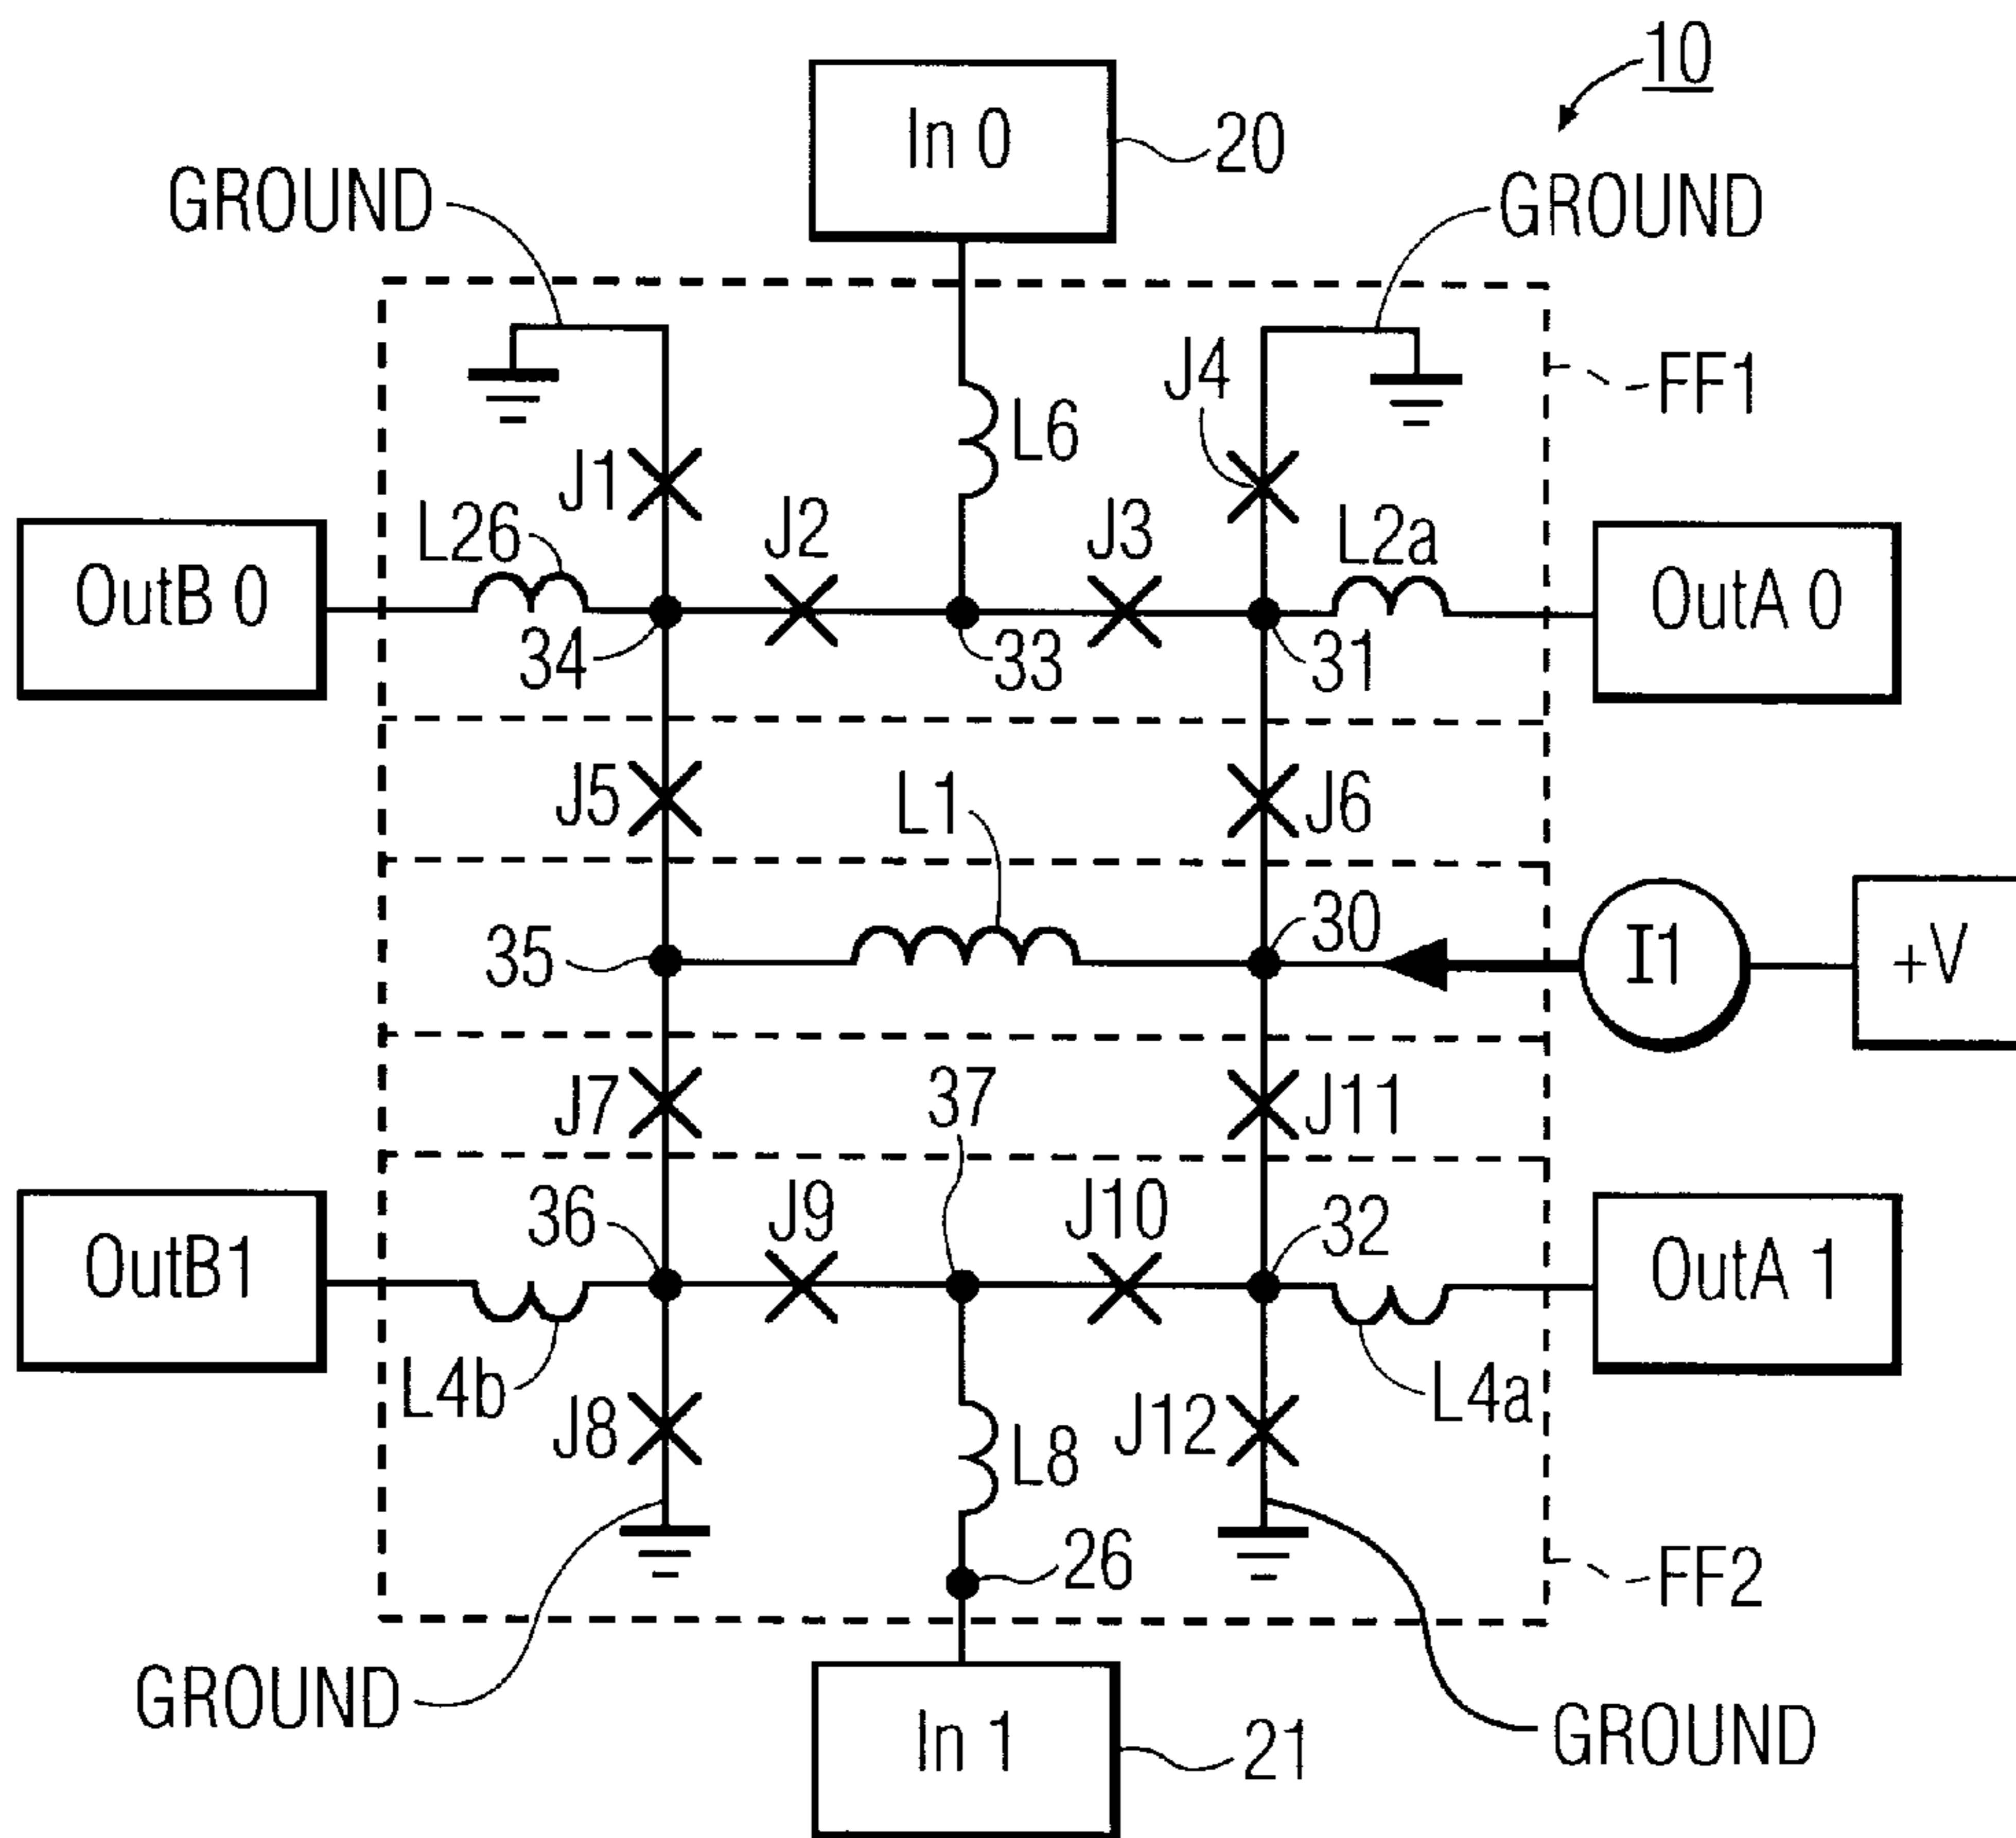 10
In 0
20
GROUND
GROUND
J4
FF1
L6
J1
L26
J2
J3
L2a
OutB 0
OutA 0
34
33
31
J5
L1
J6
35
30
I1
+V
J7
37
J11
36
J9
J10
32
OutB1
OutA 1
L4b
J8
L8
J12
L4a
26
FF2
GROUND
In 1
21
GROUND